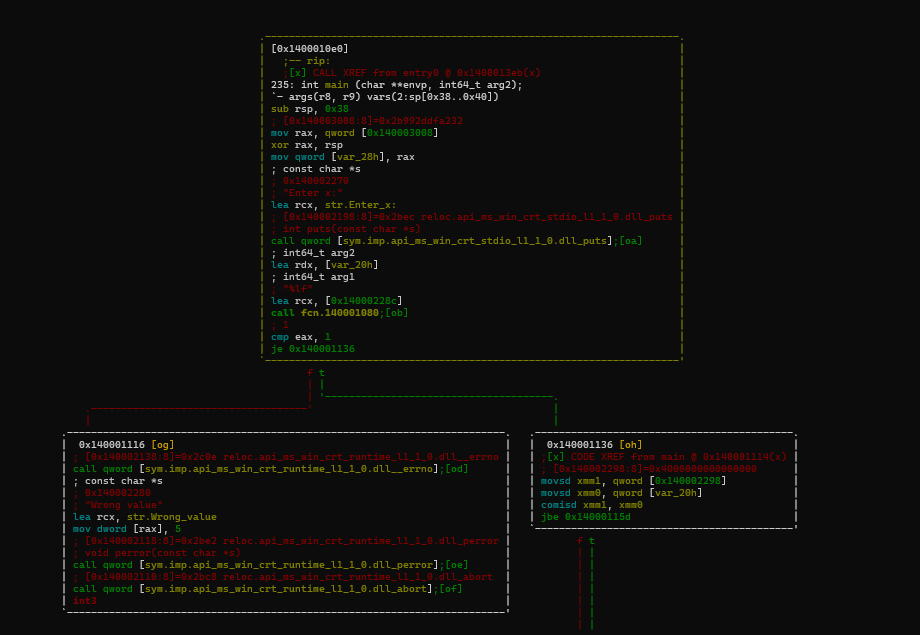 [0x1400010e0]
;-- rip:
;[x] CALL XREF from entry0 @ 0x1400013eb(x)
235: int main (char **envp, int64_t arg2);
`- args(r8, r9) vars(2:sp[0x38..0x40])
sub rsp, 0x38
; [0x140003008:8]=0x2b992ddfa232
mov rax, qword [0x140003008]
xor rax, rsp
mov qword [var_28h], rax
; const char *s
; 0x140002270
; "Enter x:"
lea rcx, str.Enter_x:
; [0x140002198:8]=0x2bec reloc.api_ms_win_crt_stdio_l1_1_0.dll_puts
; int puts(const char *s)
call qword [sym.imp.api_ms_win_crt_stdio_l1_1_0.dll_puts];[oa]
; int64_t arg2
lea rdx, [var_20h]
; int64_t arg1
; "%lf"
lea rcx, [0x14000228c]
call fcn.140001080;[ob]
; 1
cmp eax, 1
je 0x140001136
f t
0x140001116 [og]
; [0x140002130:8]=0x2c0e reloc.api_ms_win_crt_runtime_l1_1_0.dll__errno
call qword [sym.imp.api_ms_win_crt_runtime_l1_1_0.dll__errno];[od]
; const char *s
; 0x140002280
; "Wrong value"
lea rcx, str.Wrong_value
mov dword [rax], 5
; [0x140002118:8]=0x2be2 reloc.api_ms_win_crt_runtime_l1_1_0.dll_perror
; void perror(const char *s)
call qword [sym.imp.api_ms_win_crt_runtime_l1_1_0.dll_perror];[oe]
; [0x140002110:8]=0x2bc8 reloc.api_ms_win_crt_runtime_l1_1_0.dll_abort
call qword [sym.imp.api_ms_win_crt_runtime_l1_1_0.dll_abort];[of]
int3
0x140001136 [oh]
;[x] CODE XREF from main @ 0x140001114(x)
; [0x140002298:8]=0x4000000000000000
movsd xmm1, qword [0x140002298]
movsd xmm0, qword [var_20h]
comisd xmm1, xmm0
jbe 0x14000115d
f t